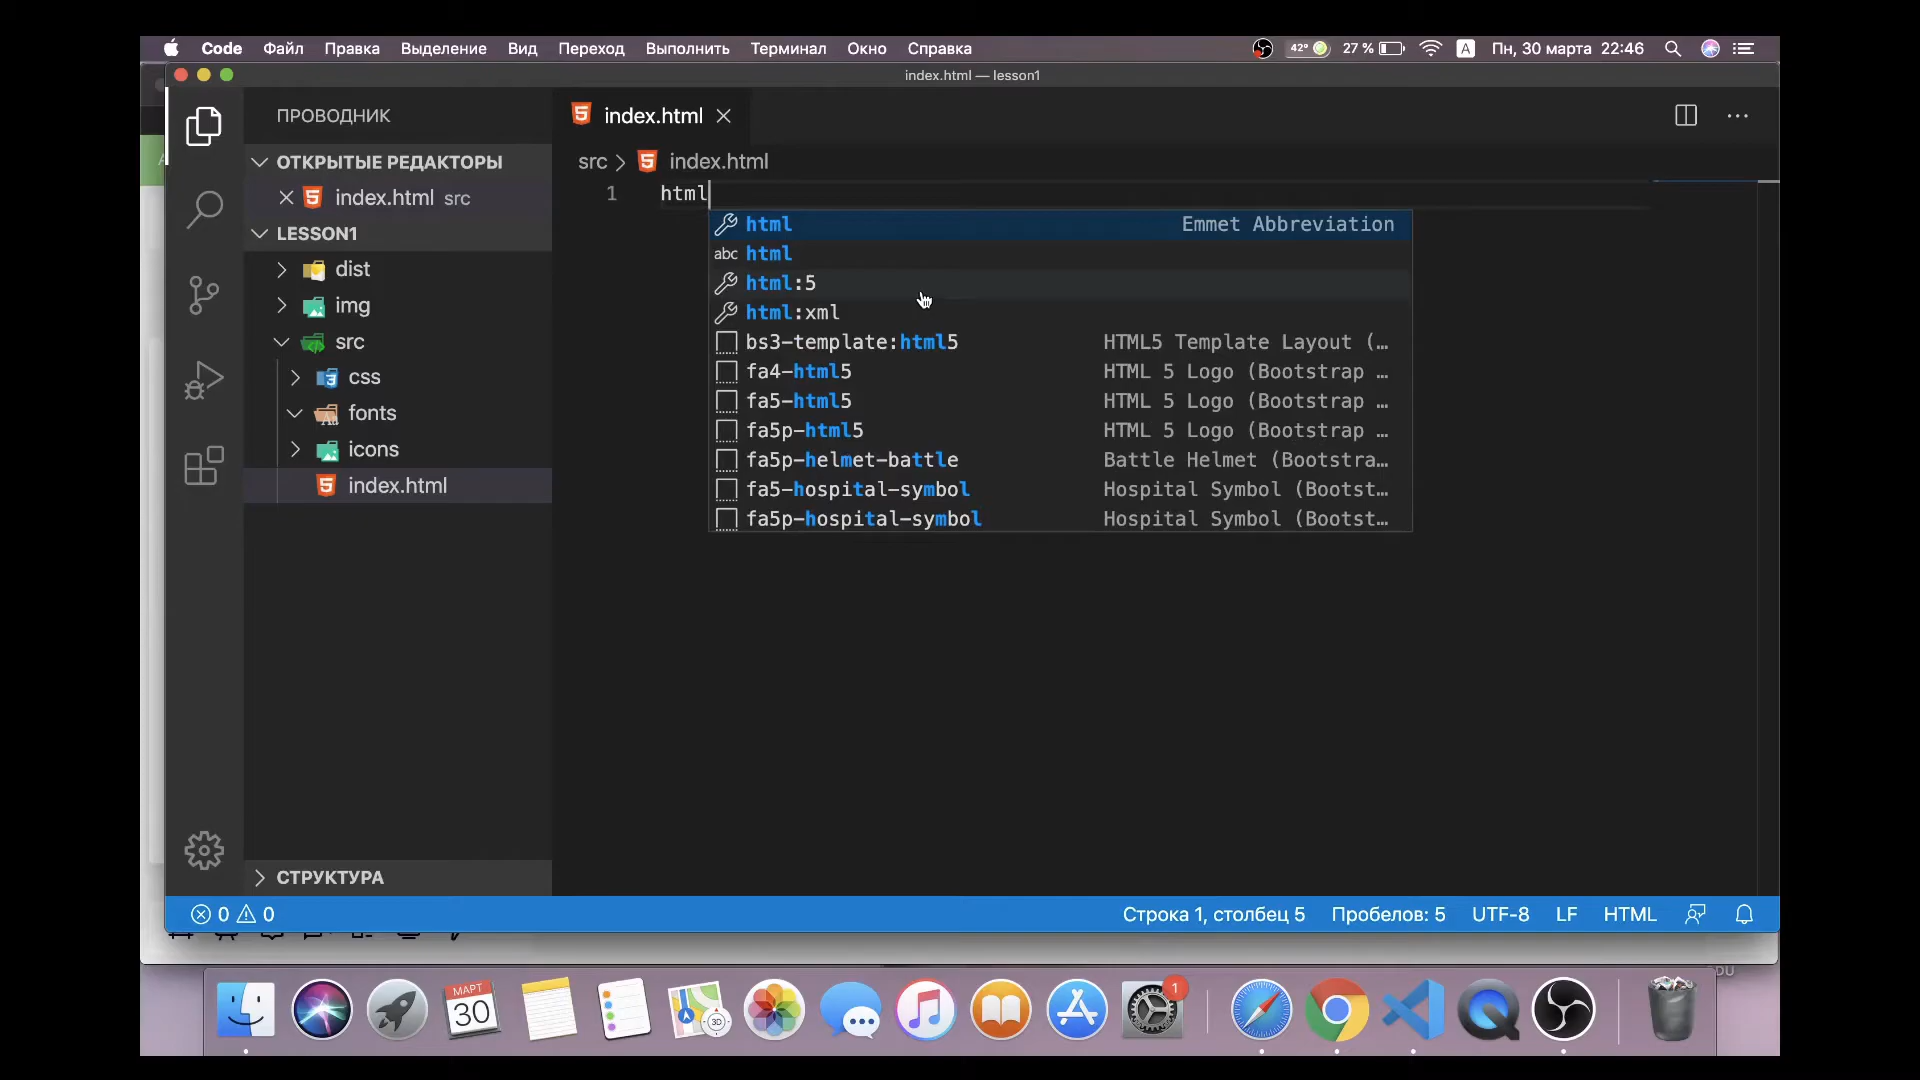 Code Файл Правка Выделение Вид Переход Выполнить Терминал Окно Справка 42° 27 % A Пн, 30 марта 22:46
index.html — lesson1
ПРОВОДНИК
index.html
ОТКРЫТЫЕ РЕДАКТОРЫ
src > index.html
index.html src
1 html
LESSON1
html Emmet Abbreviation
abc html
dist
html:5
img
html:xml
src
bs3-template:html5 HTML5 Template Layout (…
css
fa4-html5 HTML 5 Logo (Bootstrap …
fonts
fa5-html5 HTML 5 Logo (Bootstrap …
icons
fa5p-html5 HTML 5 Logo (Bootstrap …
index.html
fa5p-helmet-battle Battle Helmet (Bootstra…
fa5-hospital-symbol Hospital Symbol (Bootst…
fa5p-hospital-symbol Hospital Symbol (Bootst…
СТРУКТУРА
0 0 Строка 1, столбец 5 Пробелов: 5 UTF-8 LF HTML
МАРТ
30
3D
1